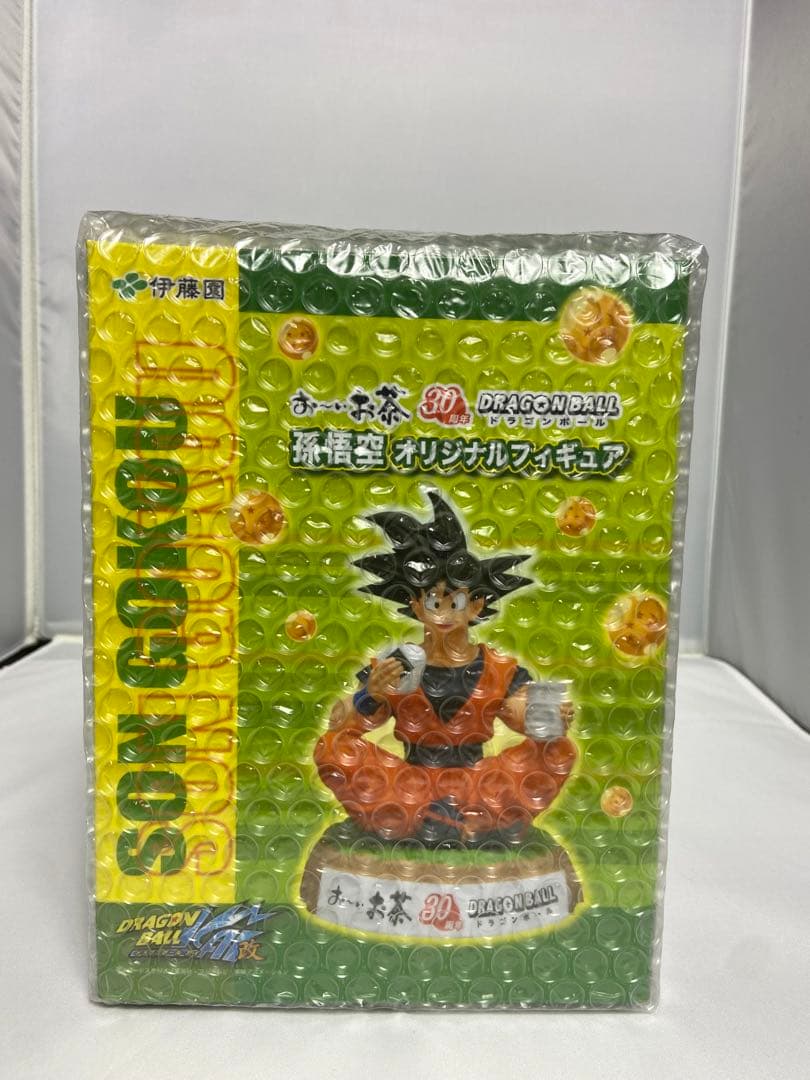 伊藤園
SON GOKOU
お〜いお茶 30周年 DRAGON BALL
ドラゴンボール
孫悟空 オリジナルフィギュア
お〜いお茶 30周年 DRAGON BALL
ドラゴンボール
DRAGON
BALL
改